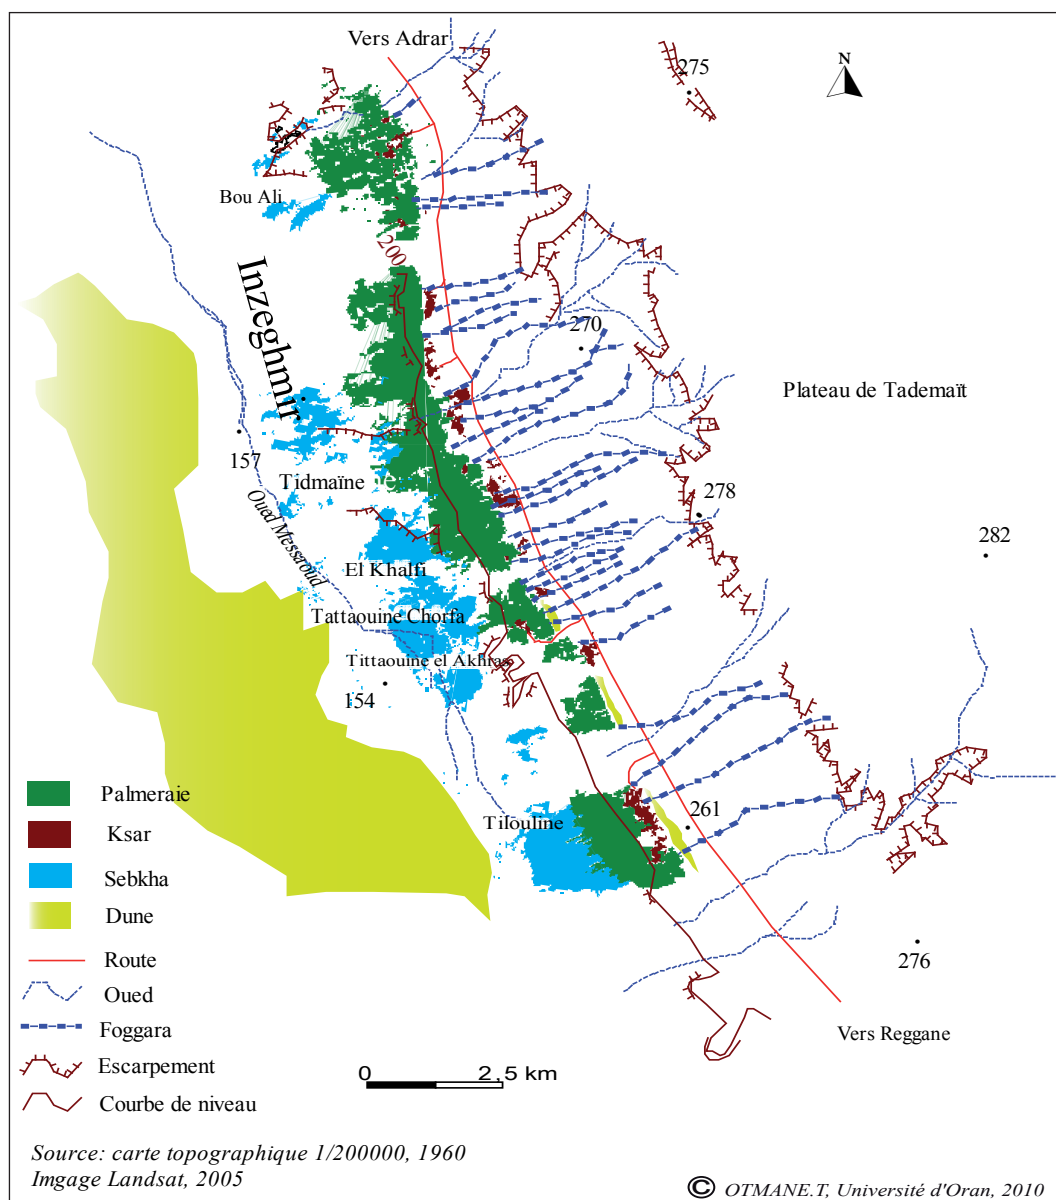 Vers Adrar
275
N
Bou Ali
200
Inzeghmir
270
Plateau de Tademaït
157
Tidmaïne
278
Oued Messaoud
282
El Khalfi
Tattaouine Chorfa
Tittaouine el Akhras
154
Palmeraie
Tilouline
261
Ksar
Sebkha
Dune
Route
276
Oued
Foggara
Vers Reggane
Escarpement
0 2,5 km
Courbe de niveau
Source: carte topographique 1/200000, 1960
Imgage Landsat, 2005
© OTMANE.T, Université d'Oran, 2010